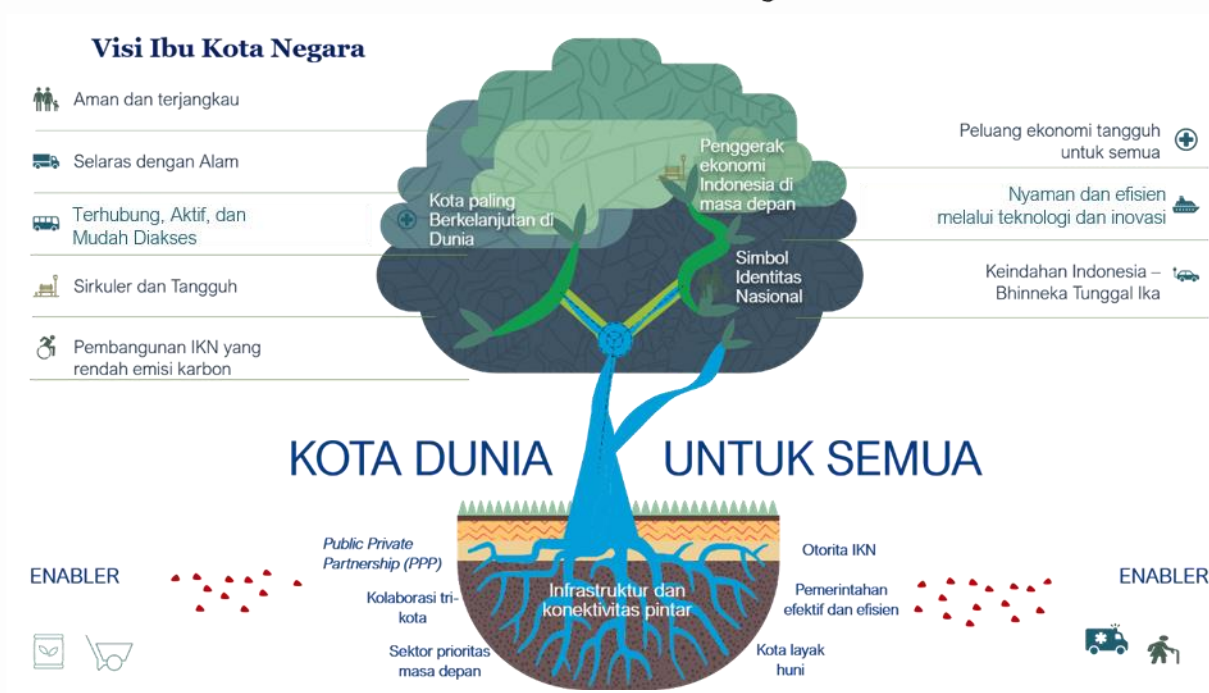 Visi Ibu Kota Negara
Aman dan terjangkau
Selaras dengan Alam
Terhubung, Aktif, dan
Mudah Diakses
Sirkuler dan Tangguh
Pembangunan IKN yang
rendah emisi karbon
Kota paling
Berkelanjutan di
Dunia
Penggerak
ekonomi
Indonesia di
masa depan
Simbol
Identitas
Nasional
Peluang ekonomi tangguh
untuk semua
Nyaman dan efisien
melalui teknologi dan inovasi
Keindahan Indonesia –
Bhinneka Tunggal Ika
KOTA DUNIA UNTUK SEMUA
ENABLER
Public Private
Partnership (PPP)
Kolaborasi tri-
kota
Sektor prioritas
masa depan
Infrastruktur dan
konektivitas pintar
Otorita IKN
Pemerintahan
efektif dan efisien
Kota layak
huni
ENABLER